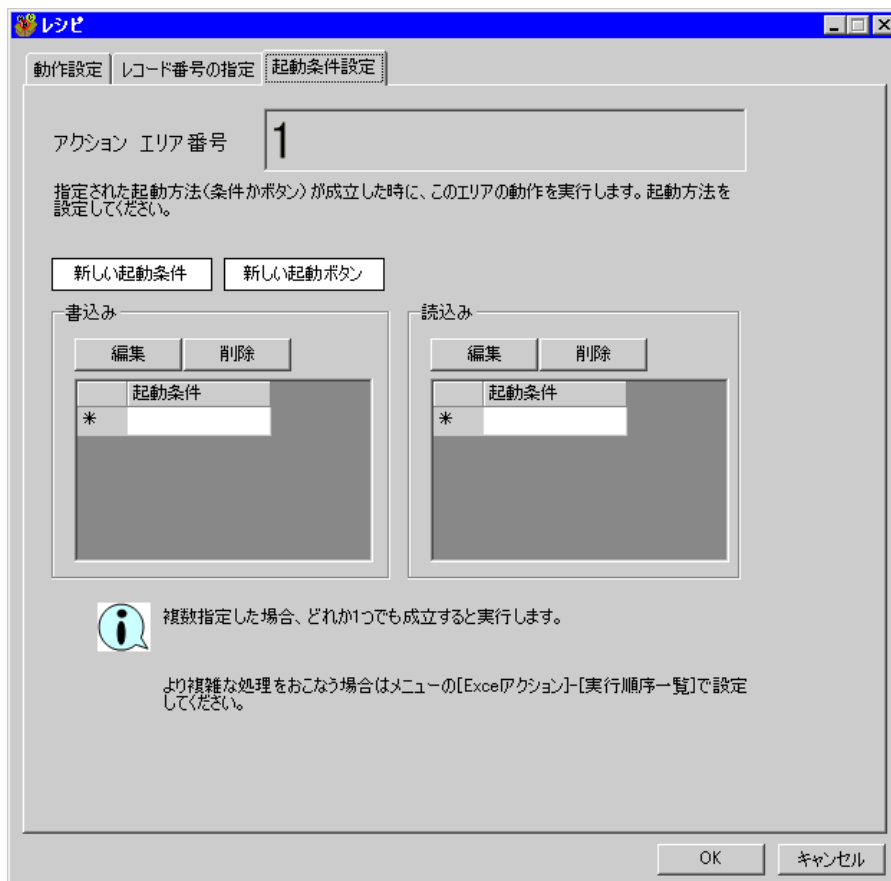 レシピ
動作設定 レコード番号の指定 起動条件設定
アクション エリア番号 1
指定された起動方法(条件かボタン)が成立した時に、このエリアの動作を実行します。起動方法を
設定してください。
新しい起動条件 新しい起動ボタン
書込み 読込み
編集 削除 編集 削除
起動条件 起動条件
* *
複数指定した場合、どれか1つでも成立すると実行します。
より複雑な処理をおこなう場合はメニューの[Excelアクション]-[実行順序一覧]で設定
してください。
OK キャンセル